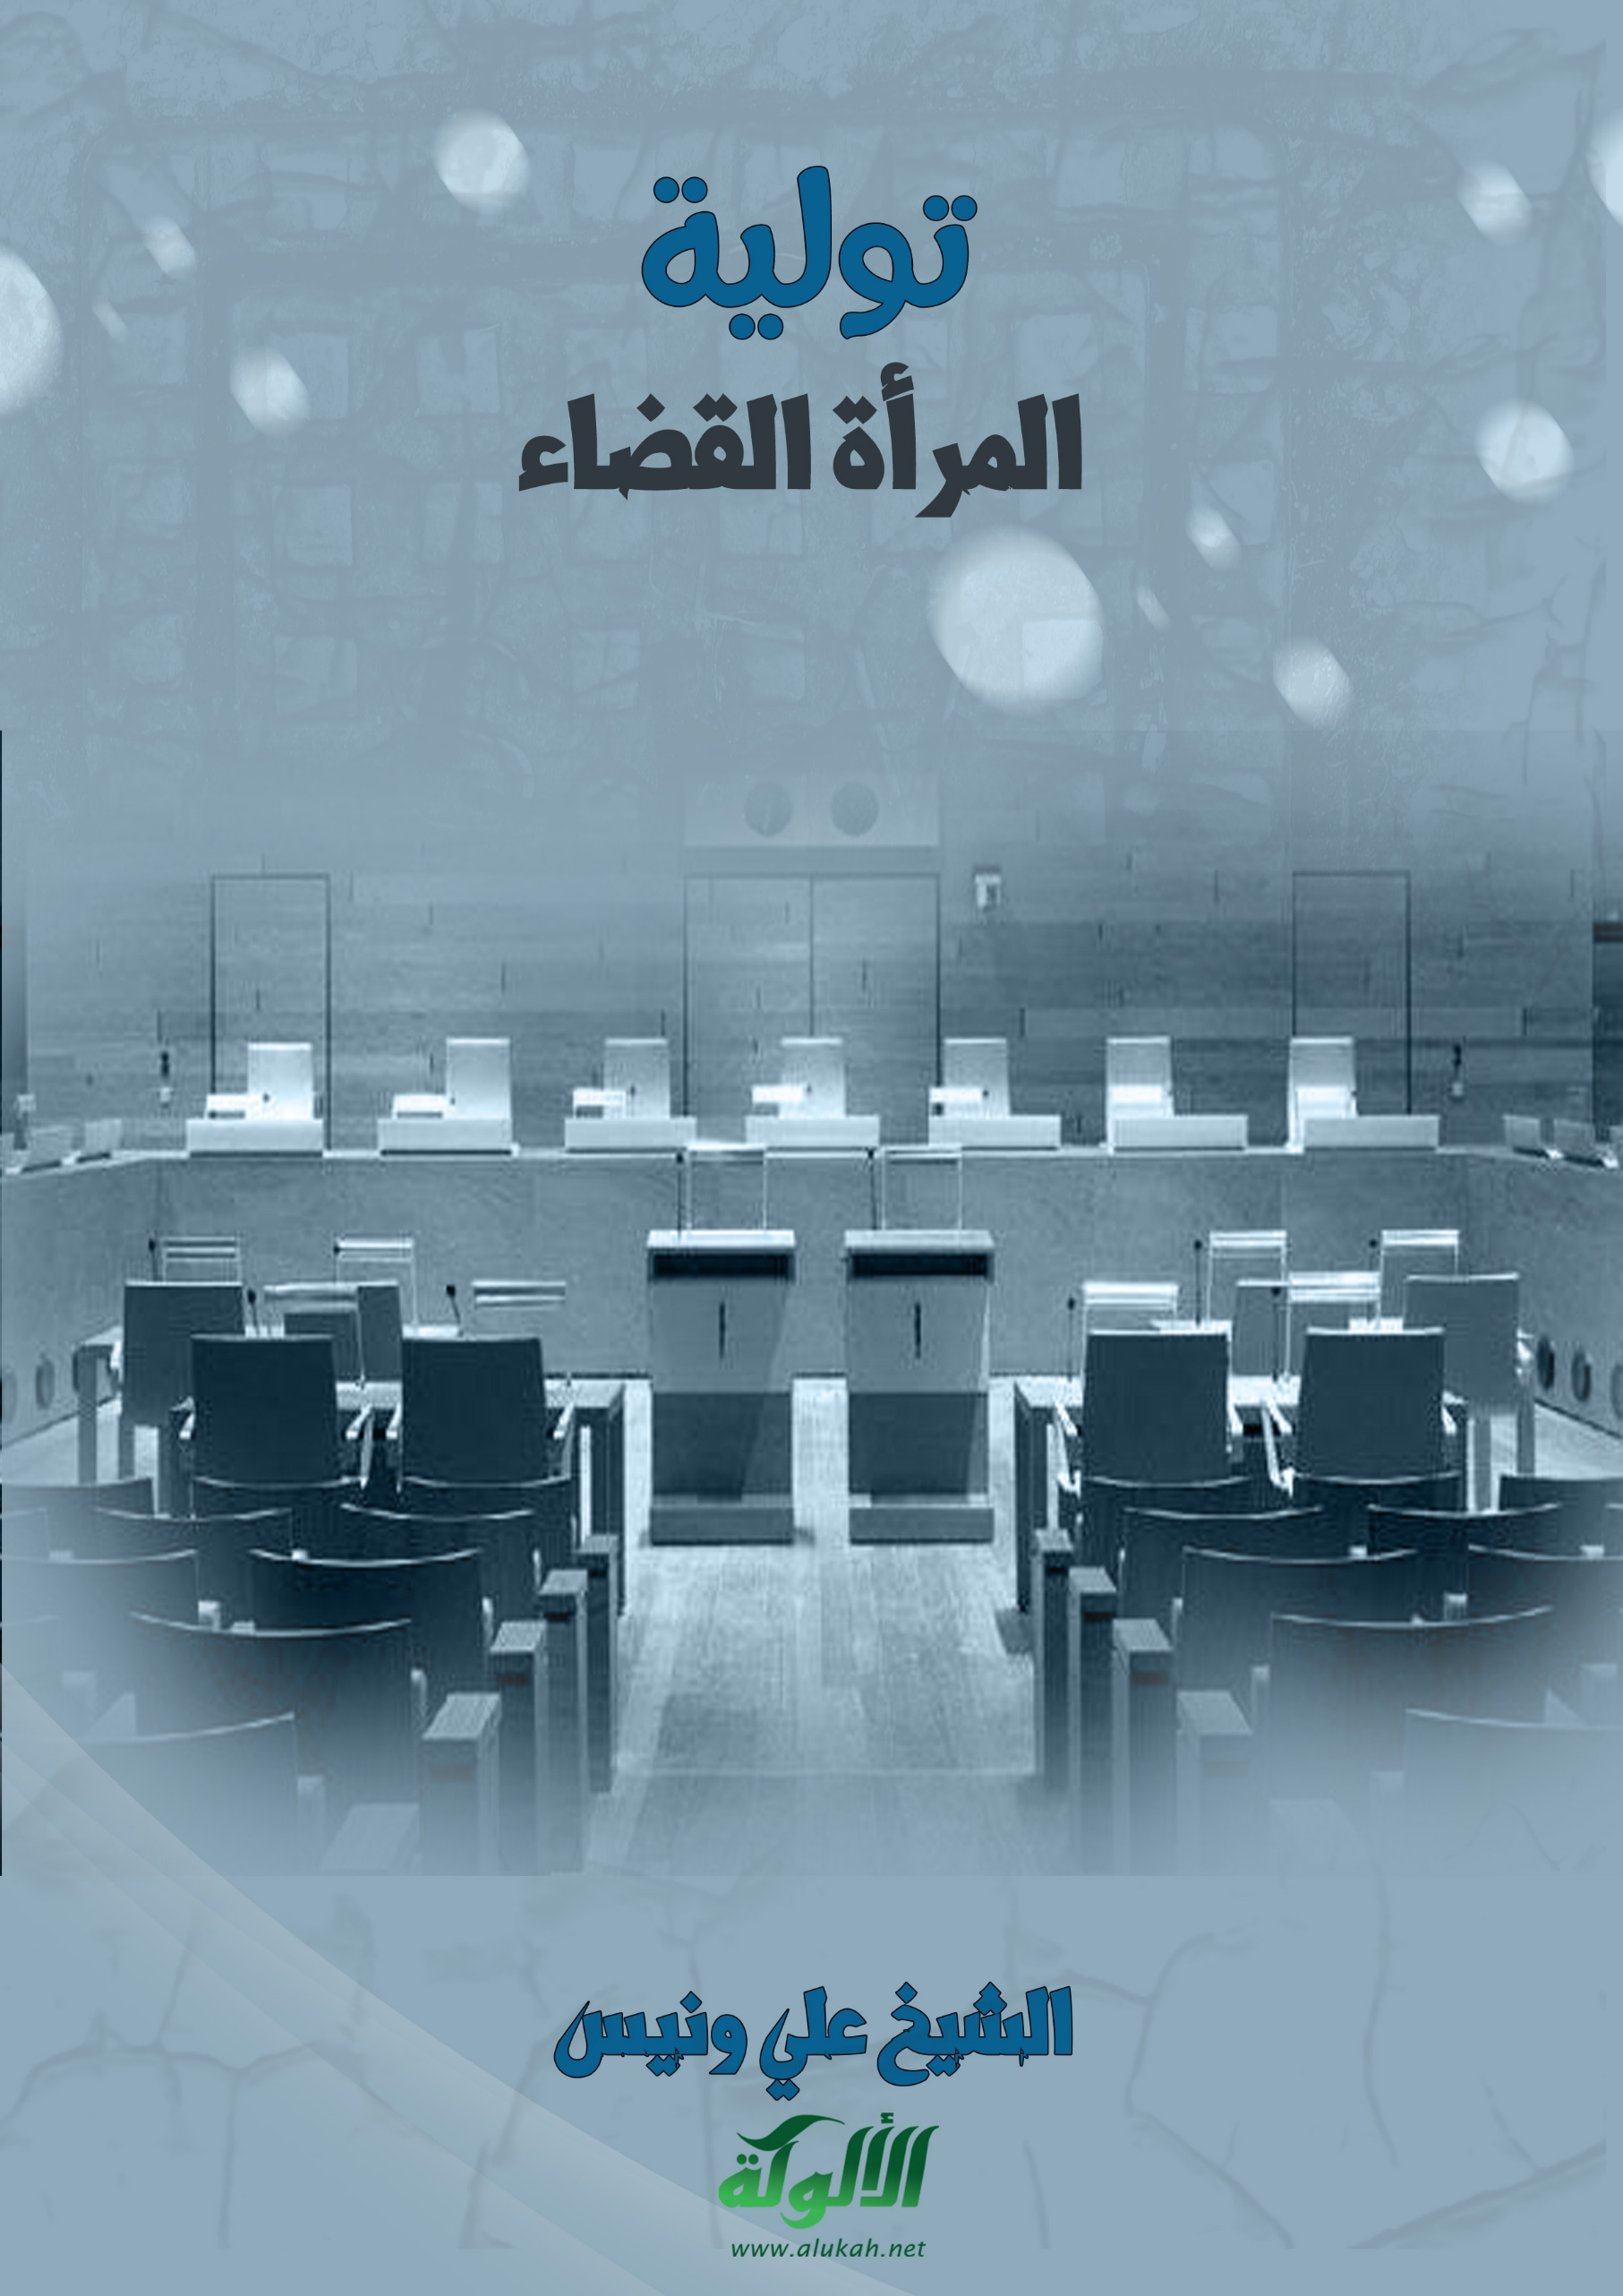 تولية
المرأة القضاء
الشيخ علي ونيس
الألوكة
www.alukah.net